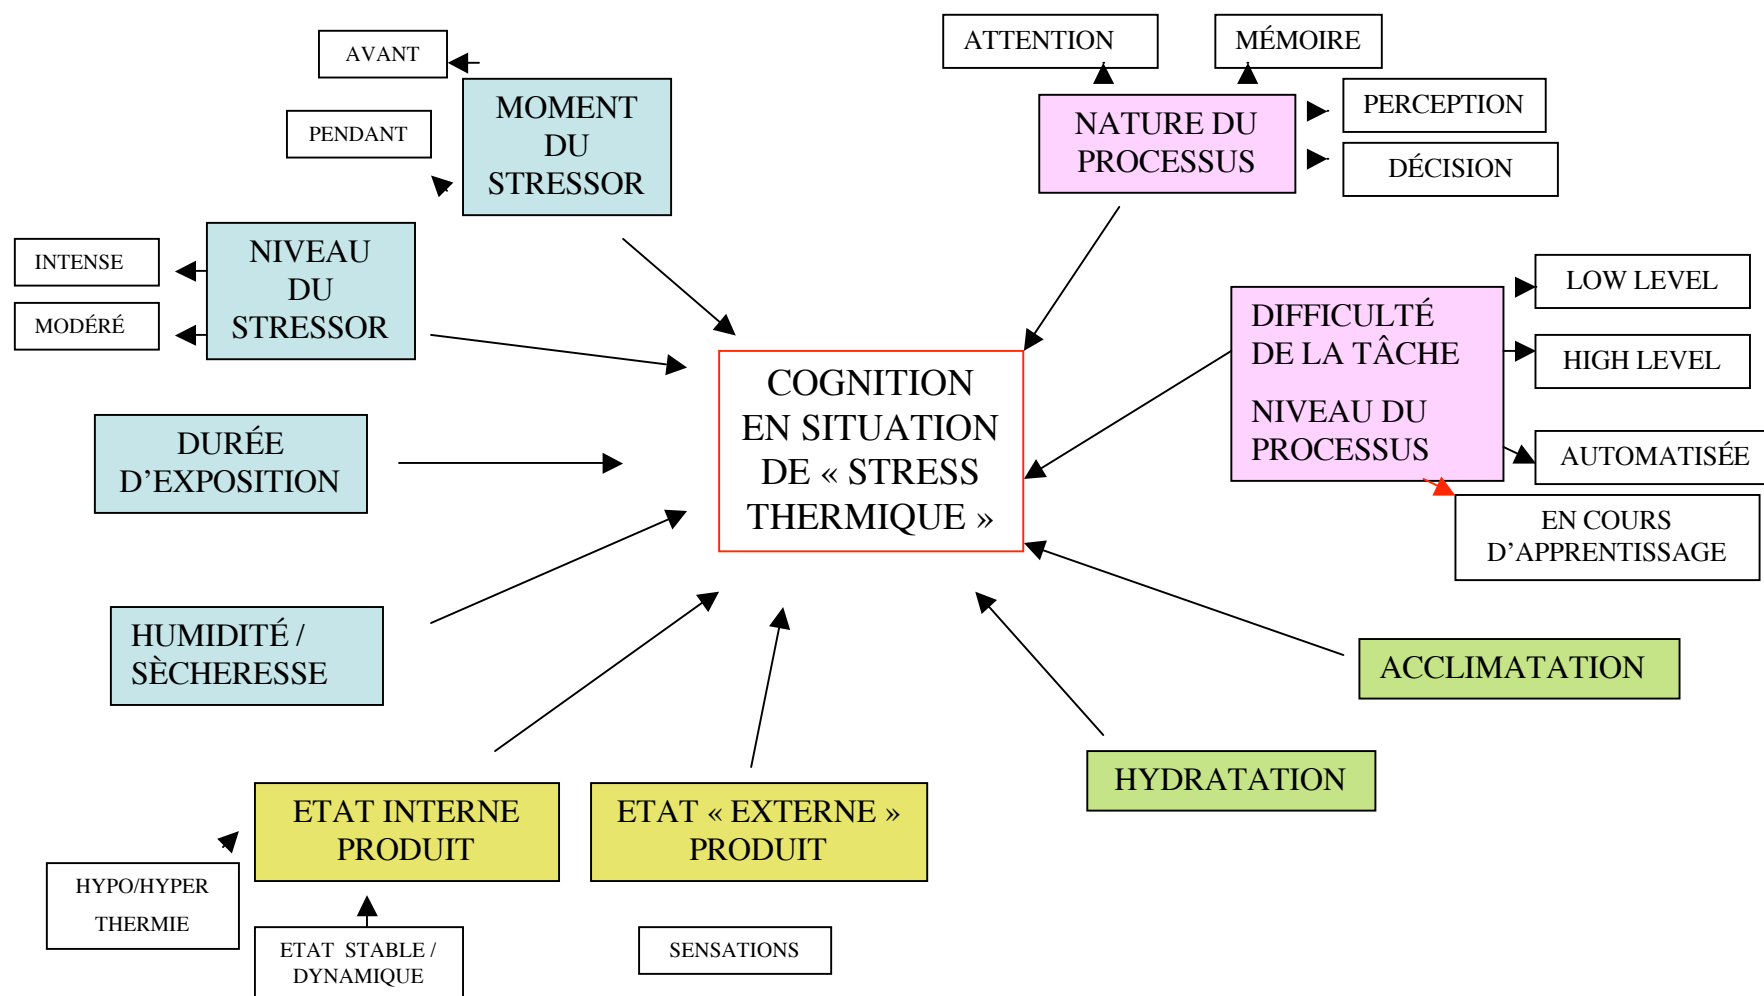 AVANT
PENDANT
MOMENT
DU
STRESSOR
INTENSE
MODÉRÉ
NIVEAU
DU
STRESSOR
DURÉE
D'EXPOSITION
HUMIDITÉ /
SÈCHERESSE
ETAT INTERNE
PRODUIT
HYPO/HYPER
THERMIE
ETAT STABLE /
DYNAMIQUE
ETAT « EXTERNE »
PRODUIT
SENSATIONS
COGNITION
EN SITUATION
DE « STRESS
THERMIQUE »
ATTENTION
MÉMOIRE
NATURE DU
PROCESSUS
PERCEPTION
DÉCISION
DIFFICULTÉ
DE LA TÂCHE
NIVEAU DU
PROCESSUS
LOW LEVEL
HIGH LEVEL
AUTOMATISÉE
EN COURS
D'APPRENTISSAGE
ACCLIMATATION
HYDRATATION